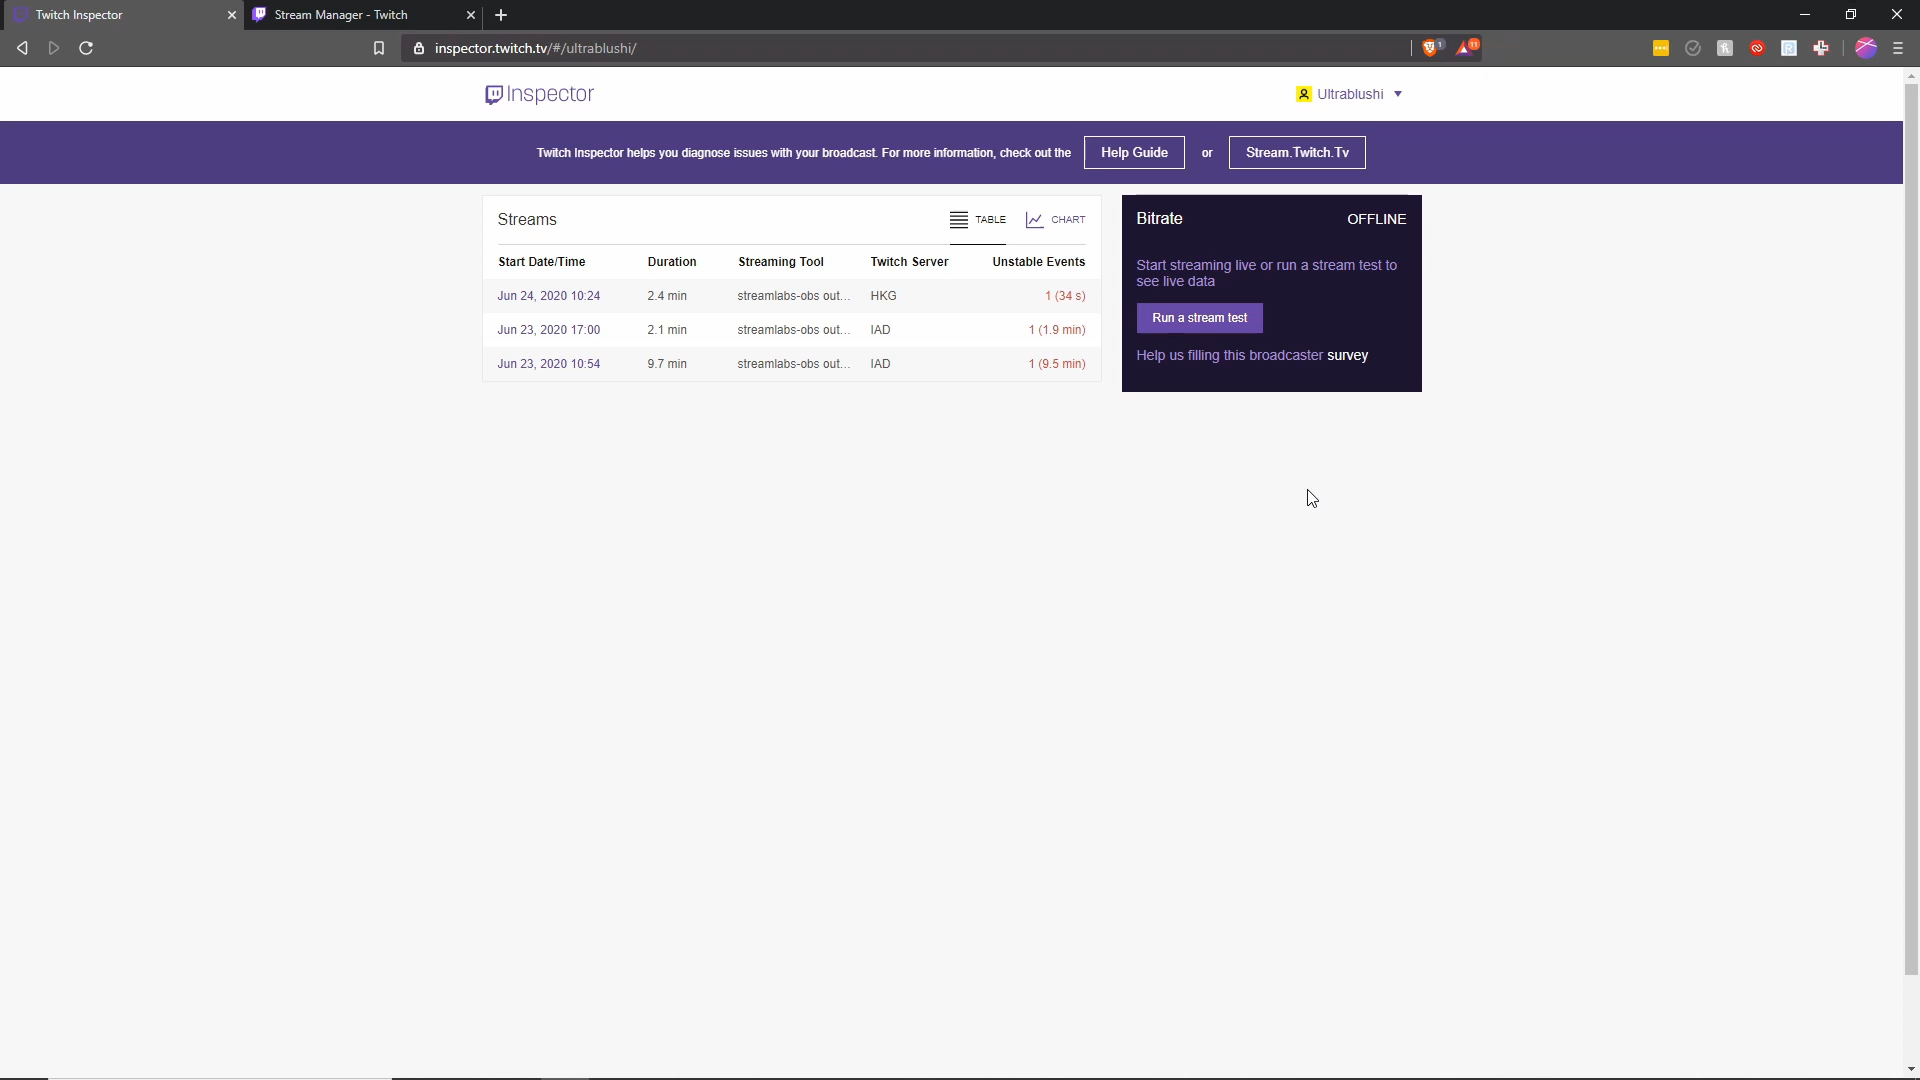 Twitch Inspector
Stream Manager - Twitch
inspector.twitch.tv/#/ultrablushi/
1
11
Inspector
Ultrablushi
Twitch Inspector helps you diagnose issues with your broadcast. For more information, check out the Help Guide or Stream.Twitch.Tv
Streams
TABLE
CHART
Start Date/Time Duration Streaming Tool Twitch Server Unstable Events
Jun 24, 2020 10:24 2.4 min streamlabs-obs out... HKG 1 (34 s)
Jun 23, 2020 17:00 2.1 min streamlabs-obs out... IAD 1 (1.9 min)
Jun 23, 2020 10:54 9.7 min streamlabs-obs out... IAD 1 (9.5 min)
Bitrate OFFLINE
Start streaming live or run a stream test to
see live data
Run a stream test
Help us filling this broadcaster survey